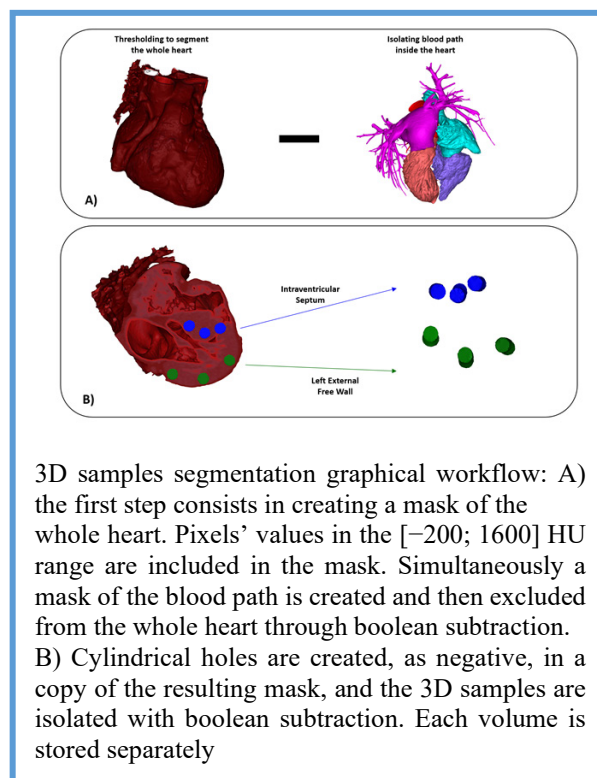 Thresholding to segment
the whole heart
Isolating blood path
inside the heart
A)
Intraventricular
Septum
Left External
Free Wall
B)
3D samples segmentation graphical workflow: A)
the first step consists in creating a mask of the
whole heart. Pixels’ values in the [−200; 1600] HU
range are included in the mask. Simultaneously a
mask of the blood path is created and then excluded
from the whole heart through boolean subtraction.
B) Cylindrical holes are created, as negative, in a
copy of the resulting mask, and the 3D samples are
isolated with boolean subtraction. Each volume is
stored separately